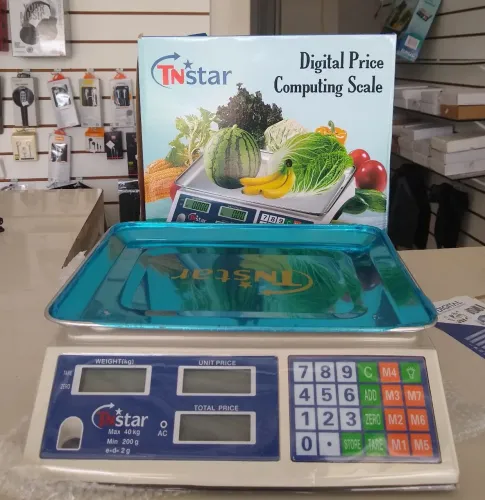 TNstar
Digital Price
Computing Scale
TNstar
WEIGHT(kg)
UNIT PRICE
TARE
ZERO
TOTAL PRICE
TNstar
Max 40kg
Min 200g
e=d= 2g
AC
7 8 9 C M4
4 5 6 ADD M3 M7
1 2 3 ZERO M2 M6
0 . STORE TARE M1 M5